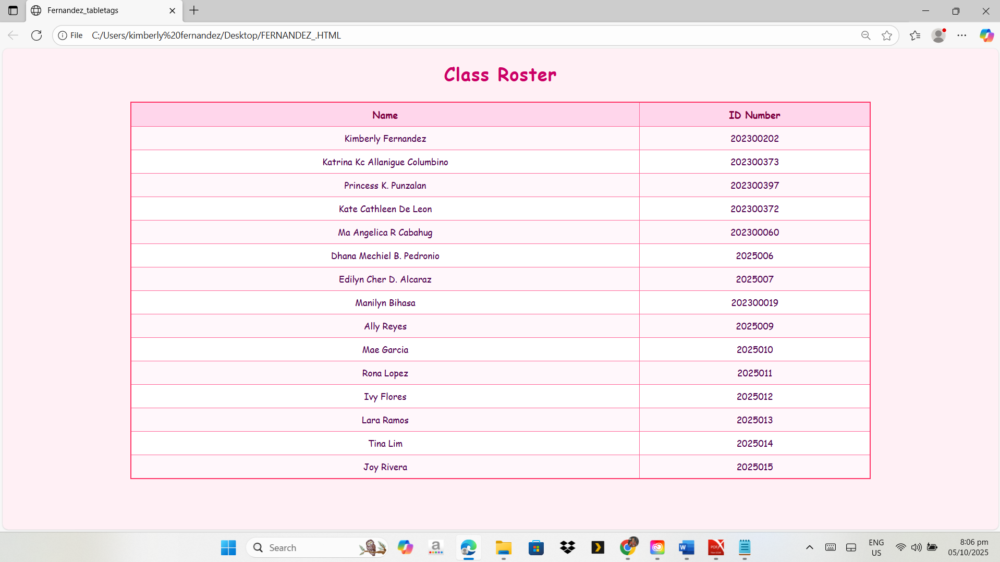 Fernandez_tabletags
File C:/Users/kimberly%20fernandez/Desktop/FERNANDEZ_.HTML
Class Roster
Name ID Number
Kimberly Fernandez 202300202
Katrina Kc Allanigue Columbino 202300373
Princess K. Punzalan 202300397
Kate Cathleen De Leon 202300372
Ma Angelica R Cabahug 202300060
Dhana Mechiel B. Pedronio 2025006
Edilyn Cher D. Alcaraz 2025007
Manilyn Bihasa 202300019
Ally Reyes 2025009
Mae Garcia 2025010
Rona Lopez 2025011
Ivy Flores 2025012
Lara Ramos 2025013
Tina Lim 2025014
Joy Rivera 2025015
Search
a
W
PDF
ENG
US
8:06 pm
05/10/2025